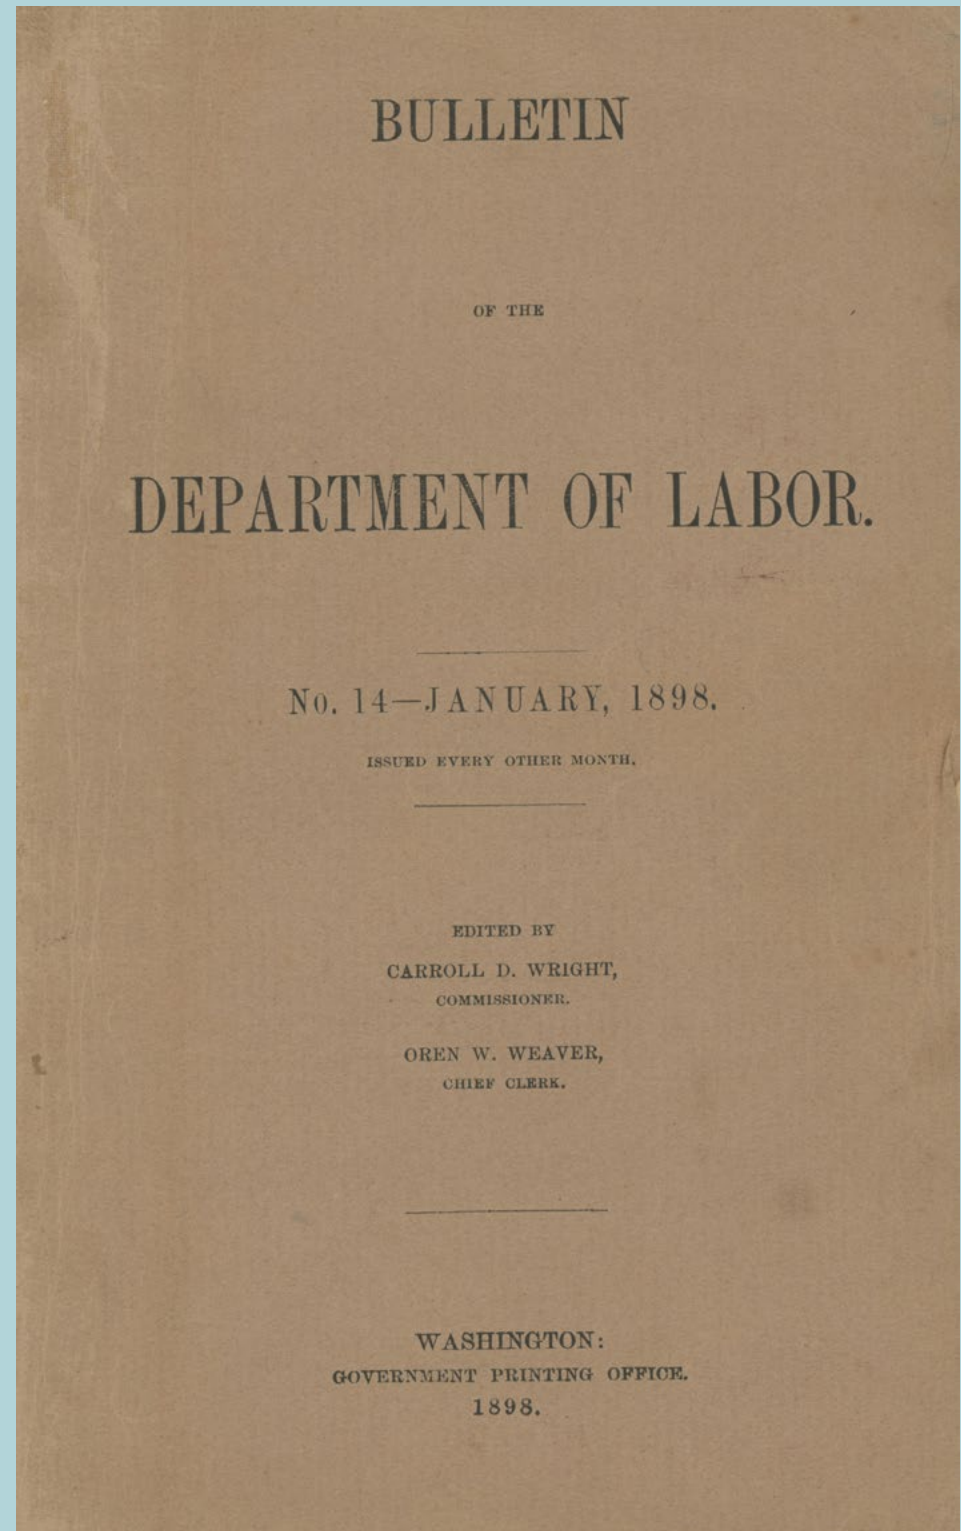 BULLETIN
OF THE
DEPARTMENT OF LABOR.
No. 14—JANUARY, 1898.
ISSUED EVERY OTHER MONTH.
EDITED BY
CARROLL D. WRIGHT,
COMMISSIONER.
OREN W. WEAVER,
CHIEF CLERK.
WASHINGTON:
GOVERNMENT PRINTING OFFICE.
1898.